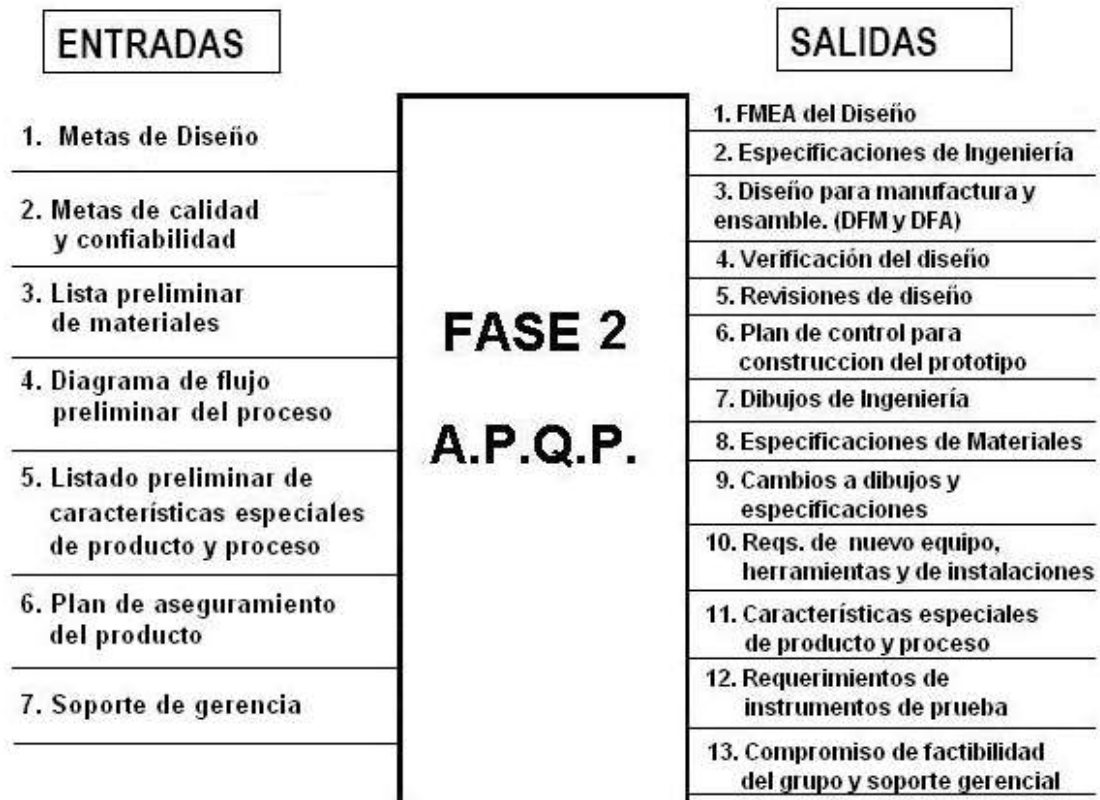 ENTRADAS
1. Metas de Diseño
2. Metas de calidad
y confiabilidad
3. Lista preliminar
de materiales
4. Diagrama de flujo
preliminar del proceso
5. Listado preliminar de
características especiales
de producto y proceso
6. Plan de aseguramiento
del producto
7. Soporte de gerencia
FASE 2
A.P.Q.P.
SALIDAS
1. FMEA del Diseño
2. Especificaciones de Ingeniería
3. Diseño para manufactura y
ensamble. (DFM y DFA)
4. Verificación del diseño
5. Revisiones de diseño
6. Plan de control para
construccion del prototipo
7. Dibujos de Ingeniería
8. Especificaciones de Materiales
9. Cambios a dibujos y
especificaciones
10. Reqs. de nuevo equipo,
herramientas y de instalaciones
11. Características especiales
de producto y proceso
12. Requerimientos de
instrumentos de prueba
13. Compromiso de factibilidad
del grupo y soporte gerencial